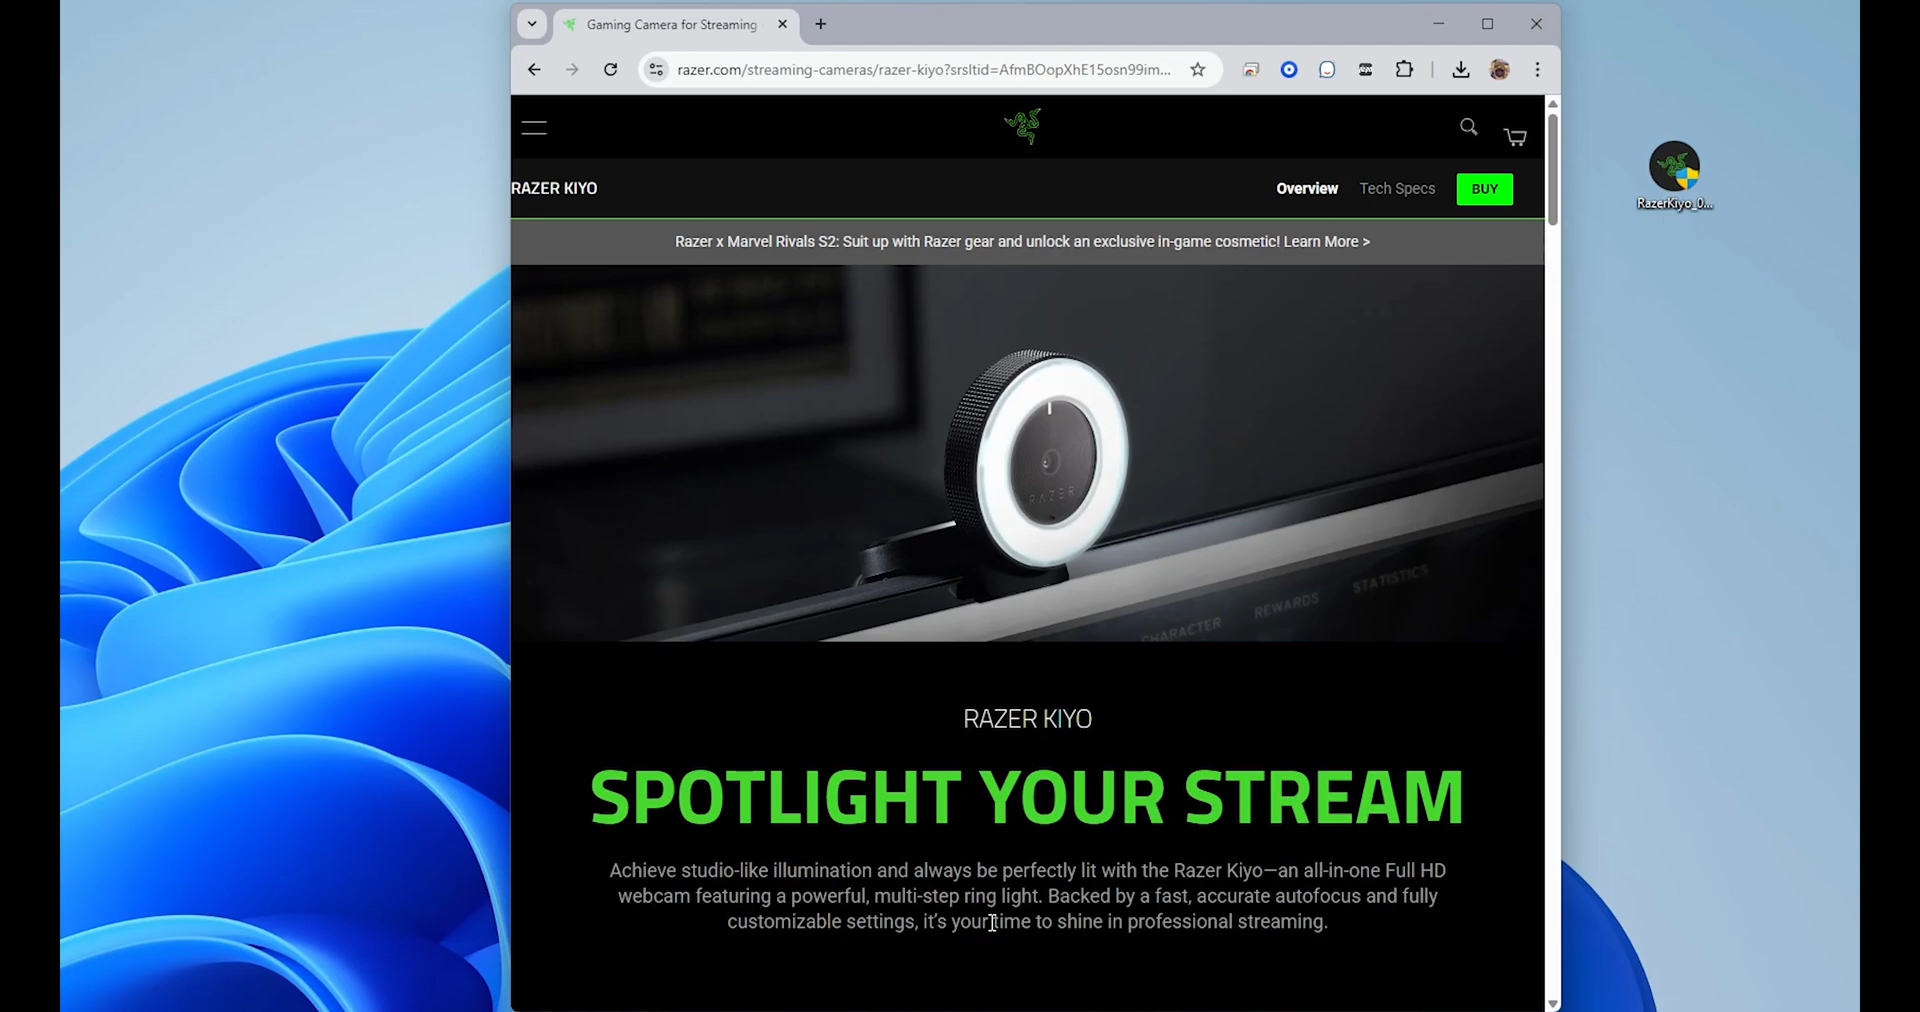 Gaming Camera for Streaming
razer.com/streaming-cameras/razer-kiyo?srsltid=AfmBOopXhE15osn99im...
RAZER KIYO
Overview
Tech Specs
BUY
Razer x Marvel Rivals S2: Suit up with Razer gear and unlock an exclusive in-game cosmetic! Learn More >
RazerKiyo_0...
RAZER
CHARACTER
REWARDS
STATISTICS
RAZER KIYO
SPOTLIGHT YOUR STREAM
Achieve studio-like illumination and always be perfectly lit with the Razer Kiyo—an all-in-one Full HD
webcam featuring a powerful, multi-step ring light. Backed by a fast, accurate autofocus and fully
customizable settings, it's your time to shine in professional streaming.